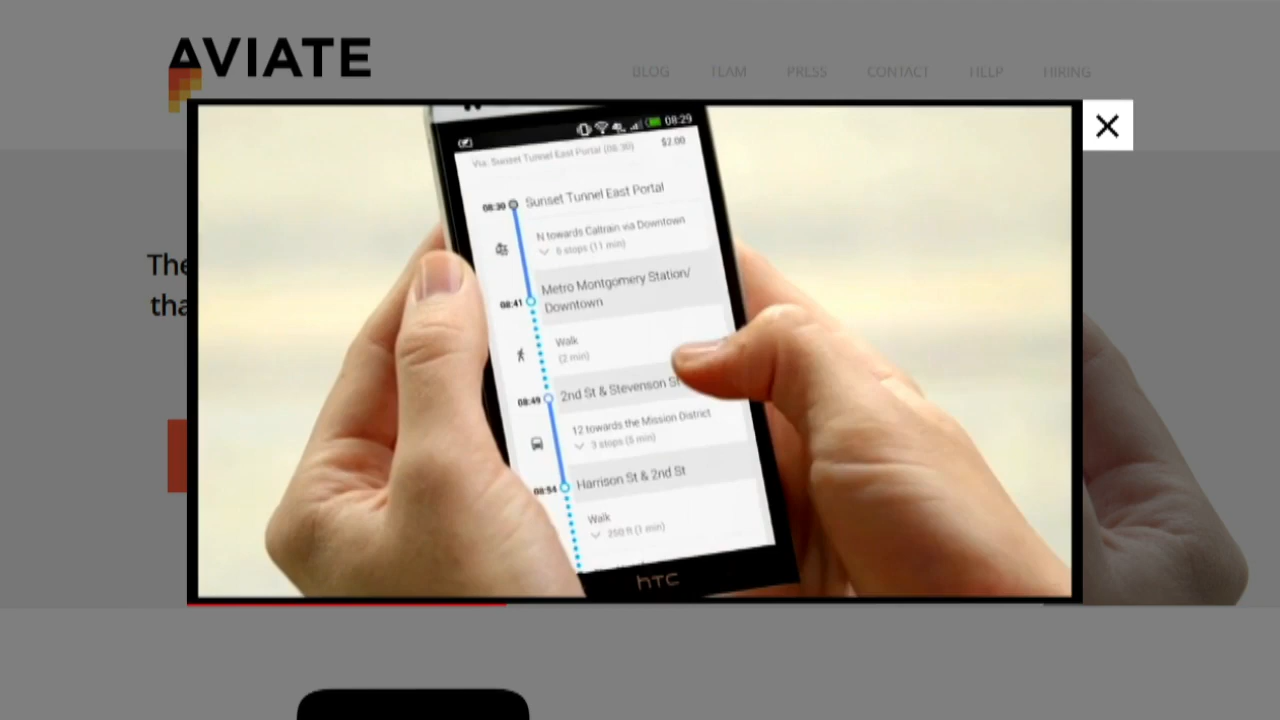 AVIATE
BLOG TEAM PRESS CONTACT HELP HIRING
The
tha
08:29
Via: Sunset Tunnel East Portal (08:30) $2.00
08:30 Sunset Tunnel East Portal
N towards Caltrain via Downtown
6 stops (11 min)
08:41 Metro Montgomery Station/
Downtown
Walk
(2 min)
08:49 2nd St & Stevenson St
12 towards the Mission District
3 stops (5 min)
08:54 Harrison St & 2nd St
Walk
250 ft (1 min)
hTC